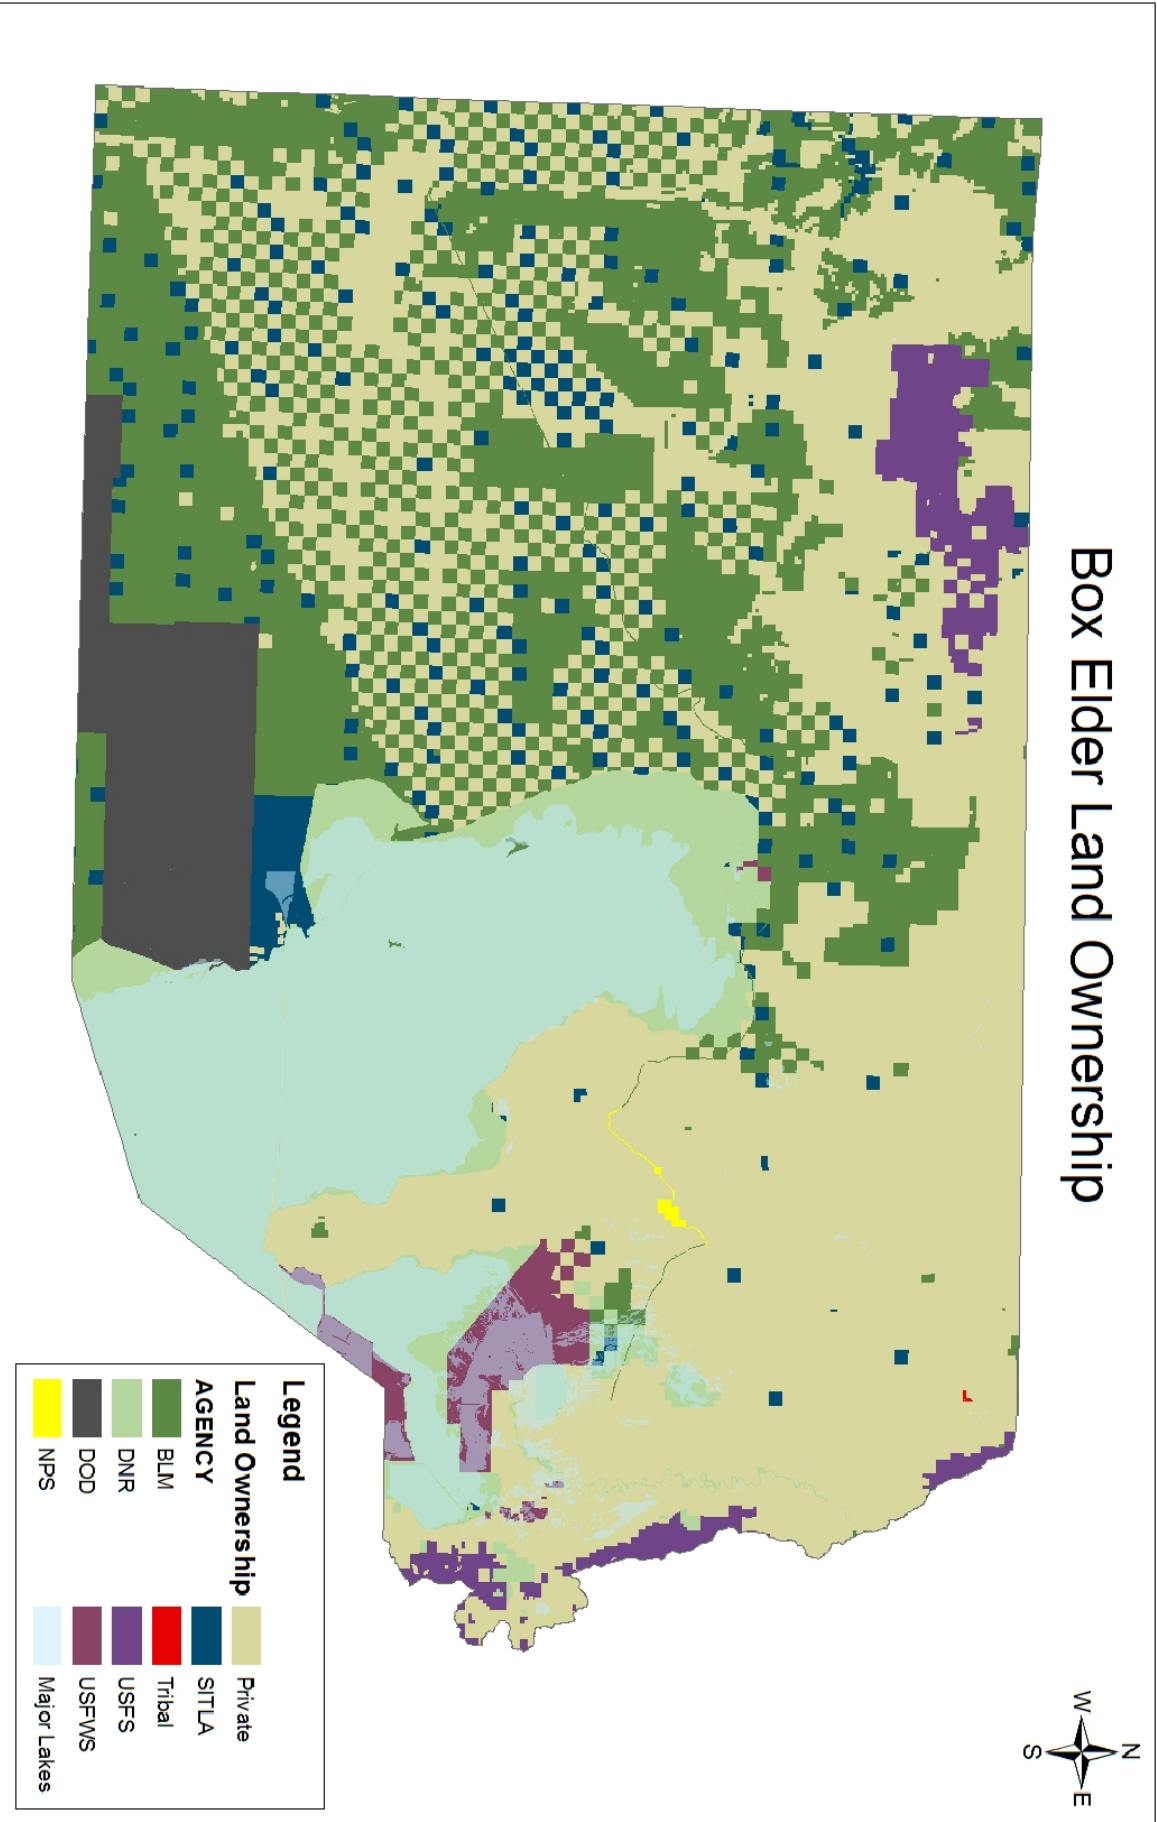 Box Elder Land Ownership
N
W
E
S
Legend
Land Ownership
AGENCY
BLM
DNR
DOD
NPS
Private
SITLA
Tribal
USFS
USFWS
Major Lakes